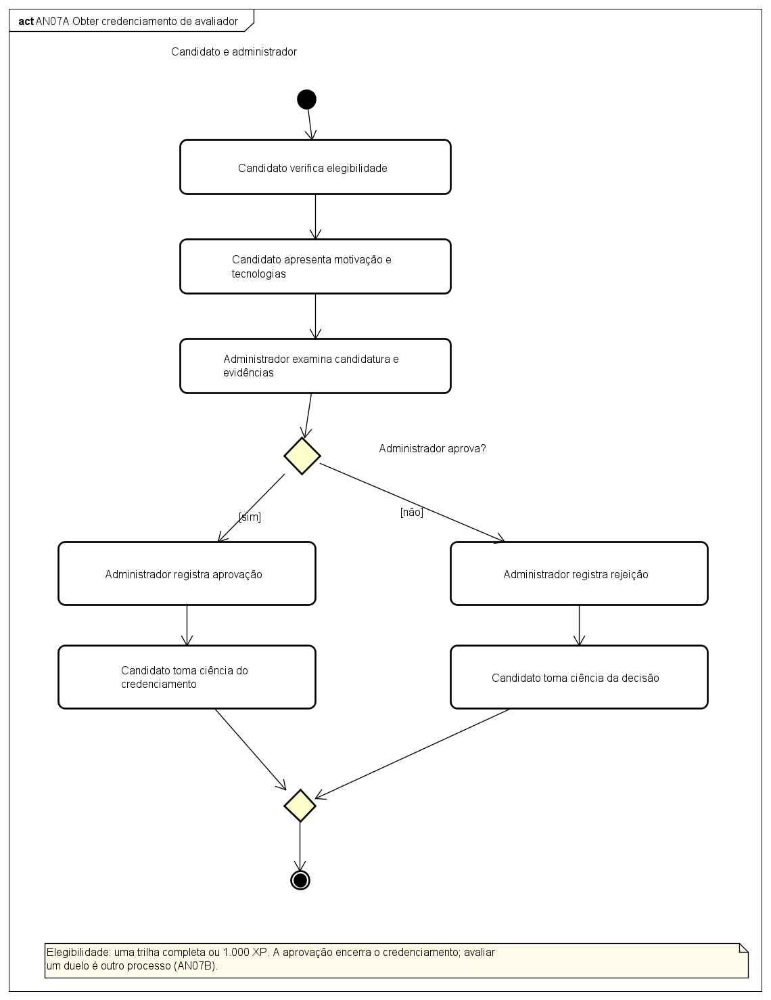 act AN07A Obter credenciamento de avaliador
Candidato e administrador
Candidato verifica elegibilidade
Candidato apresenta motivação e
tecnologias
Administrador examina candidatura e
evidências
Administrador aprova?
[sim]
[não]
Administrador registra aprovação
Administrador registra rejeição
Candidato toma ciência do
credenciamento
Candidato toma ciência da decisão
Elegibilidade: uma trilha completa ou 1.000 XP. A aprovação encerra o credenciamento; avaliar
um duelo é outro processo (AN07B).